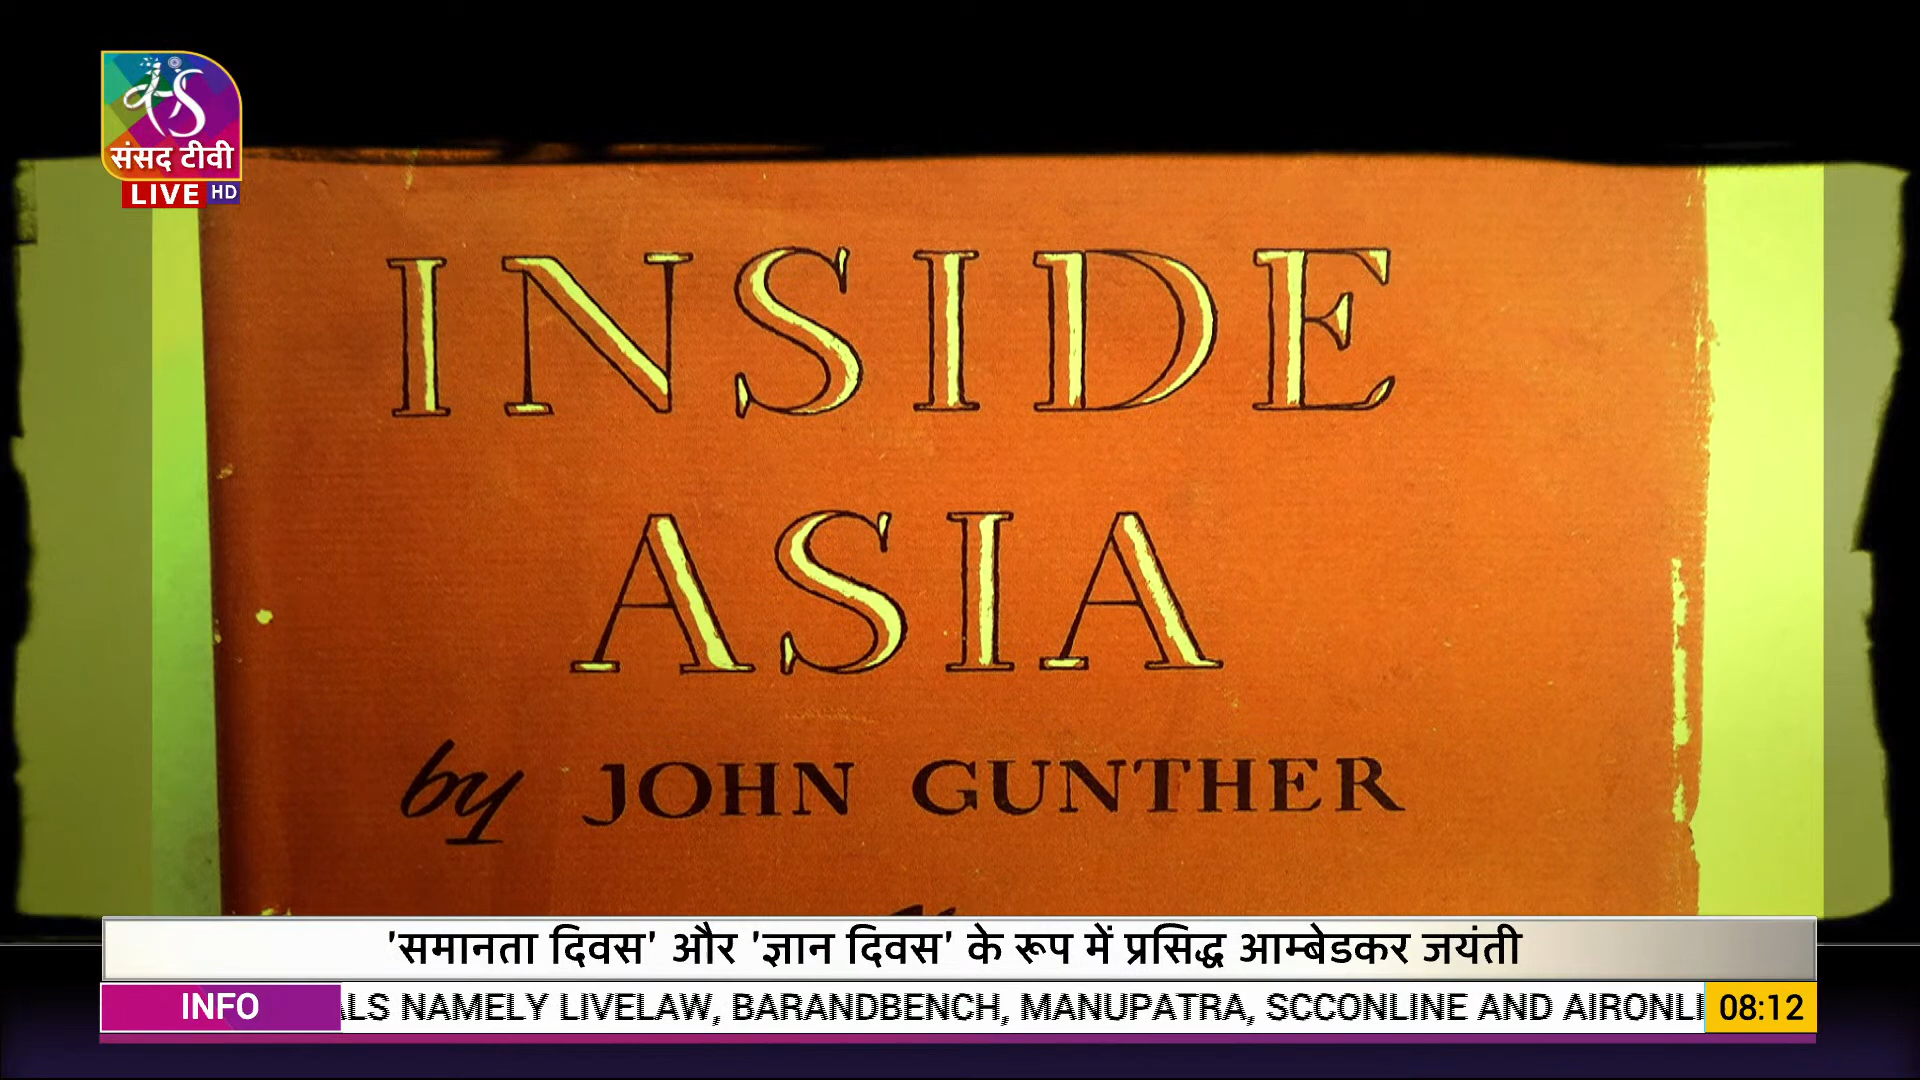 संसद टीवी
LIVE HD
INSIDE
ASIA
by JOHN GUNTHER
'समानता दिवस' और 'ज्ञान दिवस' के रूप में प्रसिद्ध आम्बेडकर जयंती
INFO
ALS NAMELY LIVELAW, BARANDBENCH, MANUPATRA, SCCONLINE AND AIRONLI
08:12